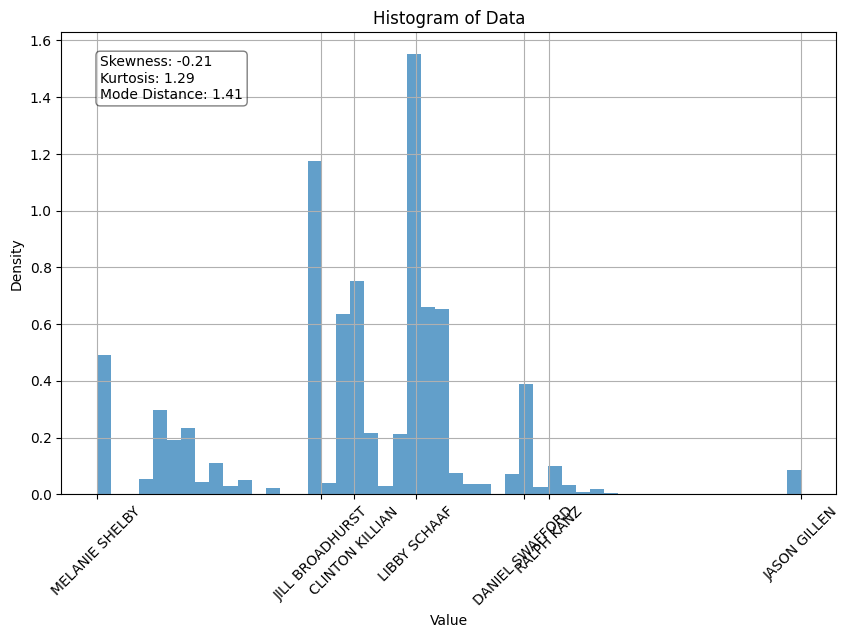 Histogram of Data
Skewness: -0.21
Kurtosis: 1.29
Mode Distance: 1.41
1.6
1.4
1.2
1.0
0.8
0.6
0.4
0.2
0.0
Density
MELANIE SHELBY
JILL BROADHURST
CLINTON KILLIAN
LIBBY SCHAAF
DANIEL SWAFFORD
RALPH KANZ
JASON GILLEN
Value